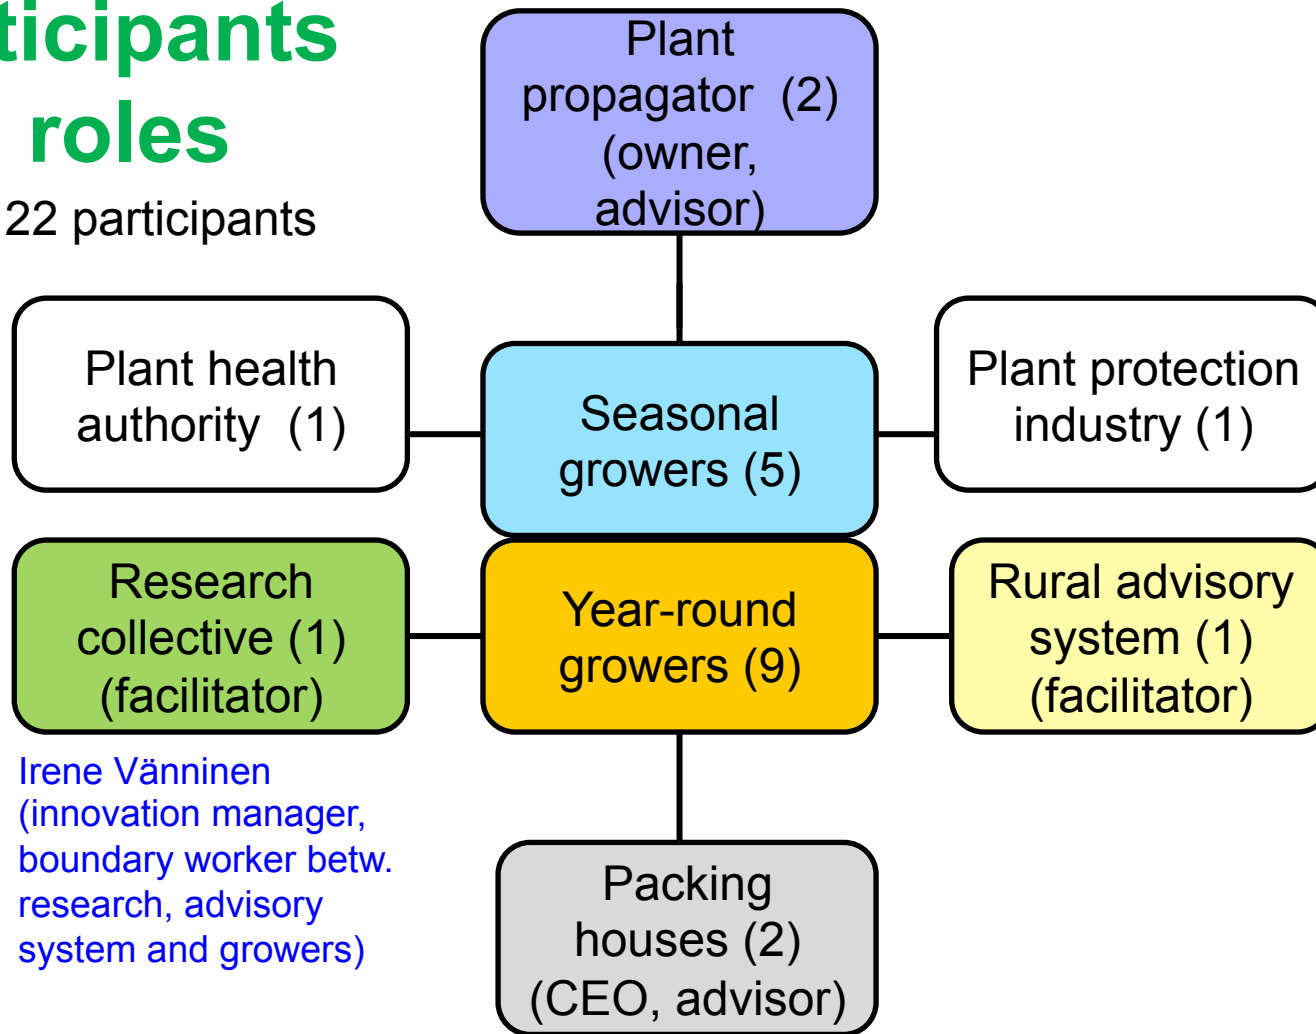 ticipants
roles
22 participants
Plant
propagator (2)
(owner,
advisor)
Plant health
authority (1)
Seasonal
growers (5)
Plant protection
industry (1)
Research
collective (1)
(facilitator)
Year-round
growers (9)
Rural advisory
system (1)
(facilitator)
Irene Vänninen
(innovation manager,
boundary worker betw.
research, advisory
system and growers)
Packing
houses (2)
(CEO, advisor)